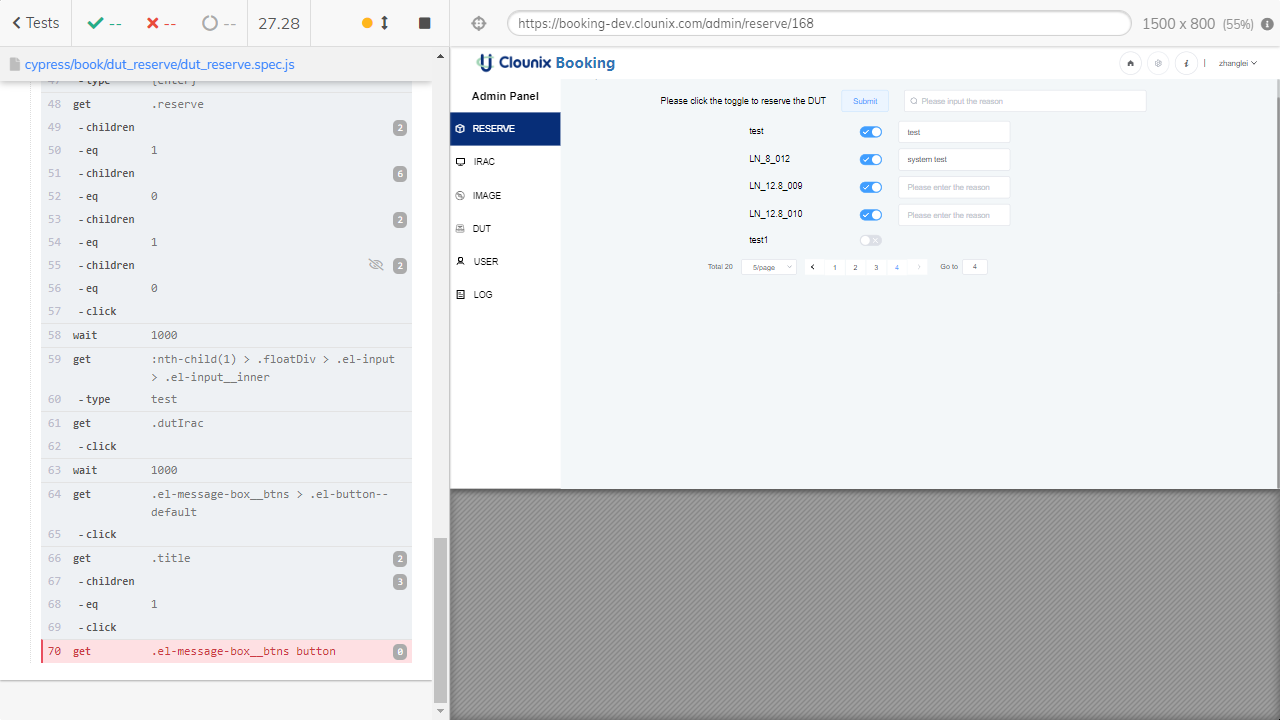 Tests
--
--
--
27.28
https://booking-dev.clounix.com/admin/reserve/168
1500 x 800 (55%)
cypress/book/dut_reserve/dut_reserve.spec.js
47 -type {enter}
48 get .reserve
49 -children 2
50 -eq 1
51 -children 6
52 -eq 0
53 -children 2
54 -eq 1
55 -children 2
56 -eq 0
57 -click
58 wait 1000
59 get :nth-child(1) > .floatDiv > .el-input
> .el-input__inner
60 -type test
61 get .dutIrac
62 -click
63 wait 1000
64 get .el-message-box__btns > .el-button--
default
65 -click
66 get .title 2
67 -children 3
68 -eq 1
69 -click
70 get .el-message-box__btns button 0
Clounix Booking
zhanglei
Admin Panel
RESERVE
IRAC
IMAGE
DUT
USER
LOG
Please click the toggle to reserve the DUT Submit Please input the reason
test test
LN_8_012 system test
LN_12.8_009 Please enter the reason
LN_12.8_010 Please enter the reason
test1
Total 20 5/page 1 2 3 4 Go to 4